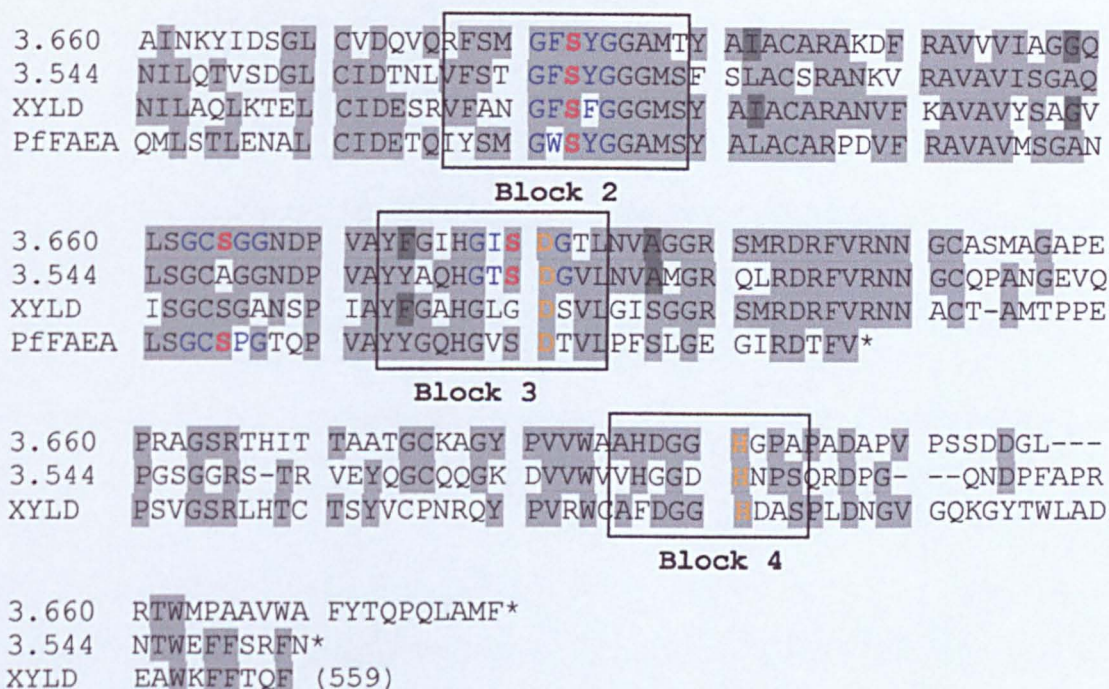 3.660 AINKYIDSGL CVDQVQRFSM GFSYGGAMTY AIACARAKDF RAVVVIAGGQ
3.544 NILQTVSDGL CIDTNLVFST GFSYGGGMSF SLACSRANKV RAVAVISGAQ
XYLD NILAQLKTEL CIDESRVFAN GFSFGGGMSY AIACARANVF KAVAVYSAGV
PfFAEA QMLSTLENAL CIDETQIYSM GWSYGGAMSY ALACARPDVF RAVAVMSGAN
Block 2
3.660 LSGCSGGNDP VAYFGIHGIS DGTLNVAGGR SMRDRFVRNN GCASMAGAPE
3.544 LSGCAGGNDP VAYYAQHGTS DGVLNVAMGR QLRDRFVRNN GCQPANGEVQ
XYLD ISGCSGANSP IAYFGAHGLG DSVLGISGGR SMRDRFVRNN ACT-AMTPPE
PfFAEA LSGCSPGTQP VAYYGQHGVS DTVLPFSLGE GIRDTFV*
Block 3
3.660 PRAGSRTHIT TAATGCKAGY PVVWAAHDGG HGPAPADAPV PSSDDGL---
3.544 PGSGGRS-TR VEYQGCQQGK DVVWVVHGGD HNPSQRDPG- --QNDPFAPR
XYLD PSVGSRLHTC TSYVCPNRQY PVRWCAFDGG HDASPLDNGV GQKGYTWLAD
Block 4
3.660 RTWMPAAVWA FYTQPQLAMF*
3.544 NTWEFFSRFN*
XYLD EAWKFFTQF (559)